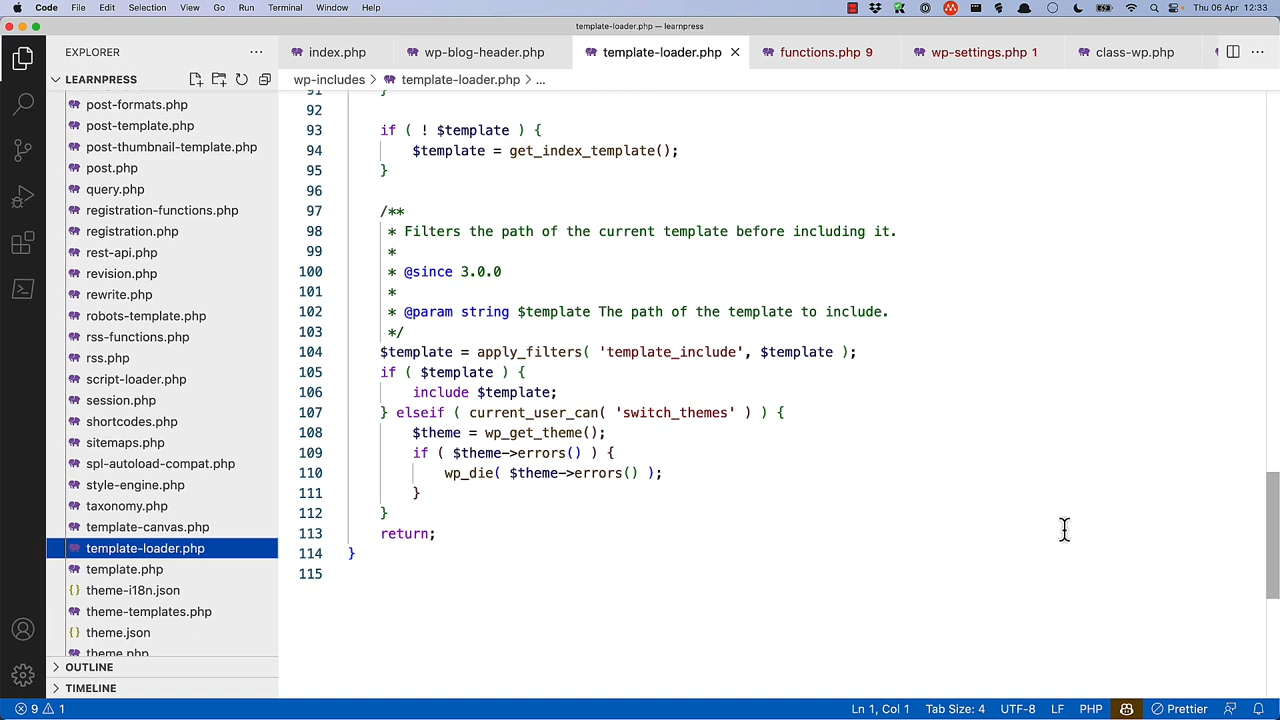 Code File Edit Selection View Go Run Terminal Window Help Thu 06 Apr 12:33
template-loader.php — learnpress
EXPLORER
index.php wp-blog-header.php template-loader.php functions.php 9 wp-settings.php 1 class-wp.php
LEARNPRESS
wp-includes > template-loader.php > ...
post-formats.php
post-template.php
post-thumbnail-template.php
post.php
query.php
registration-functions.php
registration.php
rest-api.php
revision.php
rewrite.php
robots-template.php
rss-functions.php
rss.php
script-loader.php
session.php
shortcodes.php
sitemaps.php
spl-autoload-compat.php
style-engine.php
taxonomy.php
template-canvas.php
template-loader.php
template.php
theme-i18n.json
theme-templates.php
theme.json
theme.php
OUTLINE
TIMELINE
91 }
92
93 if ( ! $template ) {
94 $template = get_index_template();
95 }
96
97 /**
98 * Filters the path of the current template before including it.
99 *
100 * @since 3.0.0
101 *
102 * @param string $template The path of the template to include.
103 */
104 $template = apply_filters( 'template_include', $template );
105 if ( $template ) {
106 include $template;
107 } elseif ( current_user_can( 'switch_themes' ) ) {
108 $theme = wp_get_theme();
109 if ( $theme->errors() ) {
110 wp_die( $theme->errors() );
111 }
112 }
113 return;
114 }
115
9 1 Ln 1, Col 1 Tab Size: 4 UTF-8 LF PHP Prettier